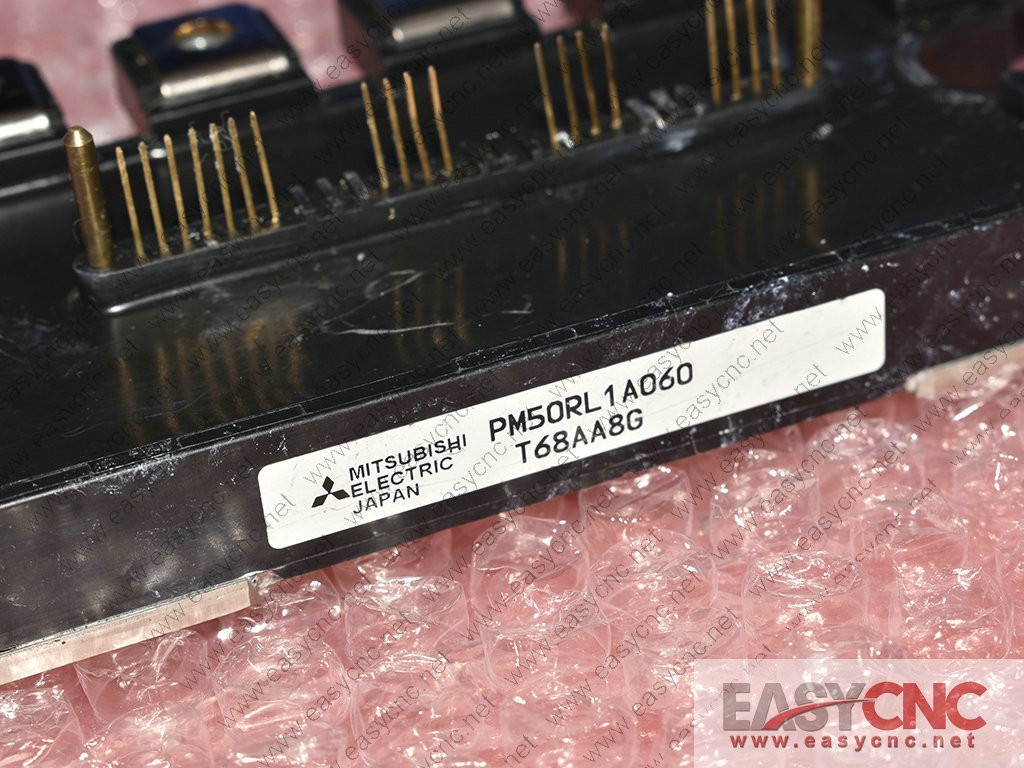 MITSUBISHI
ELECTRIC
JAPAN
PM50RL1A060
T68AA8G
EASYCNC
www.easycnc.net